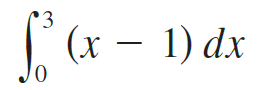 ∫₀³ (x − 1) dx